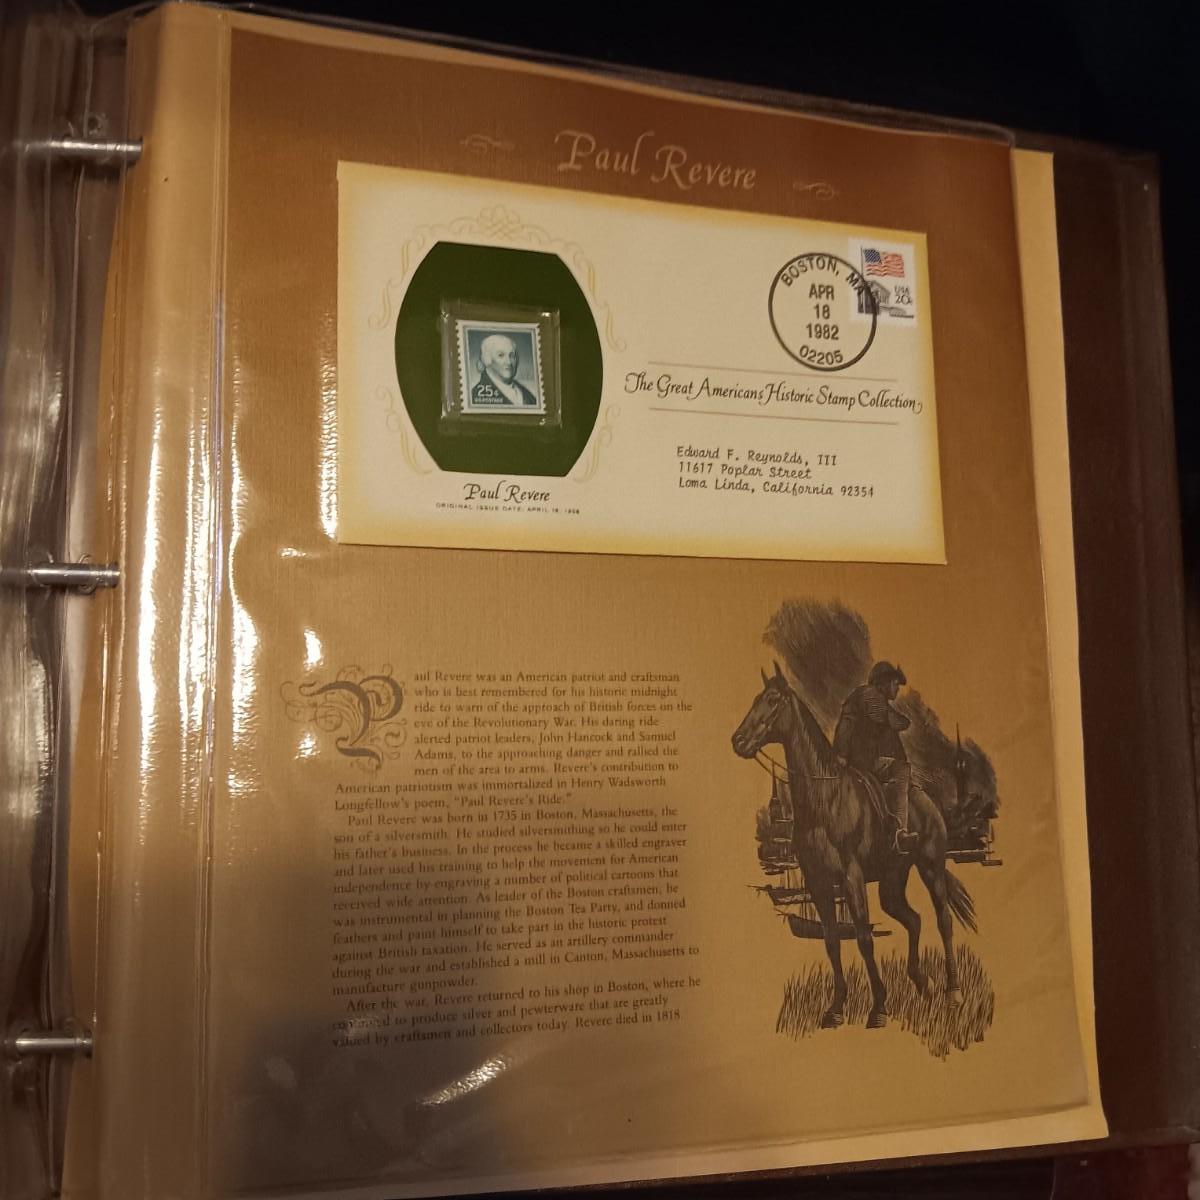 Paul Revere
BOSTON, MA
APR
18
1982
02205
USA
20c
25¢
U.S. POSTAGE
The Great Americans Historic Stamp Collection
Edward F. Reynolds, III
11617 Poplar Street
Loma Linda, California 92354
Paul Revere
ORIGINAL ISSUE DATE: APRIL 18, 1958
Paul Revere was an American patriot and craftsman
who is best remembered for his historic midnight
ride to warn of the approach of British forces on the
eve of the Revolutionary War. His daring ride
alerted patriot leaders, John Hancock and Samuel
Adams, to the approaching danger and rallied the
men of the area to arms. Revere's contribution to
American patriotism was immortalized in Henry Wadsworth
Longfellow's poem, "Paul Revere's Ride."
Paul Revere was born in 1735 in Boston, Massachusetts, the
son of a silversmith. He studied silversmithing so he could enter
his father's business. In the process he became a skilled engraver
and later used his training to help the movement for American
independence by engraving a number of political cartoons that
received wide attention. As leader of the Boston craftsmen, he
was instrumental in planning the Boston Tea Party, and donned
feathers and paint himself to take part in the historic protest
against British taxation. He served as an artillery commander
during the war and established a mill in Canton, Massachusetts to
manufacture gunpowder.
After the war, Revere returned to his shop in Boston, where he
continued to produce silver and pewterware that are greatly
valued by craftsmen and collectors today. Revere died in 1818.